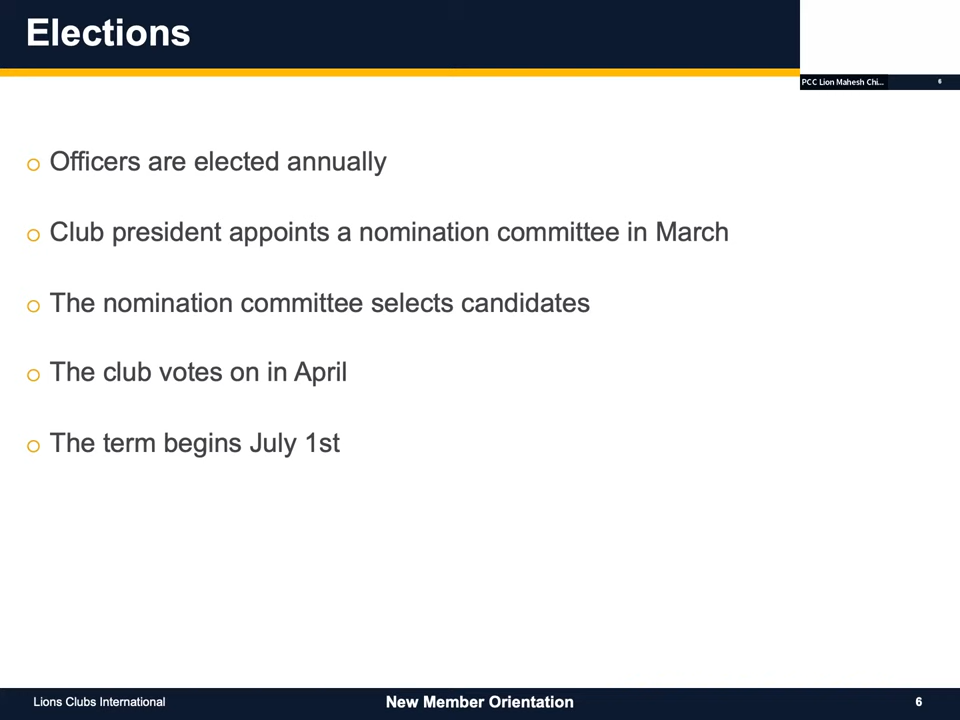 Elections
PCC Lion Mahesh Chi...
6
Officers are elected annually
Club president appoints a nomination committee in March
The nomination committee selects candidates
The club votes on in April
The term begins July 1st
Lions Clubs International
New Member Orientation
6